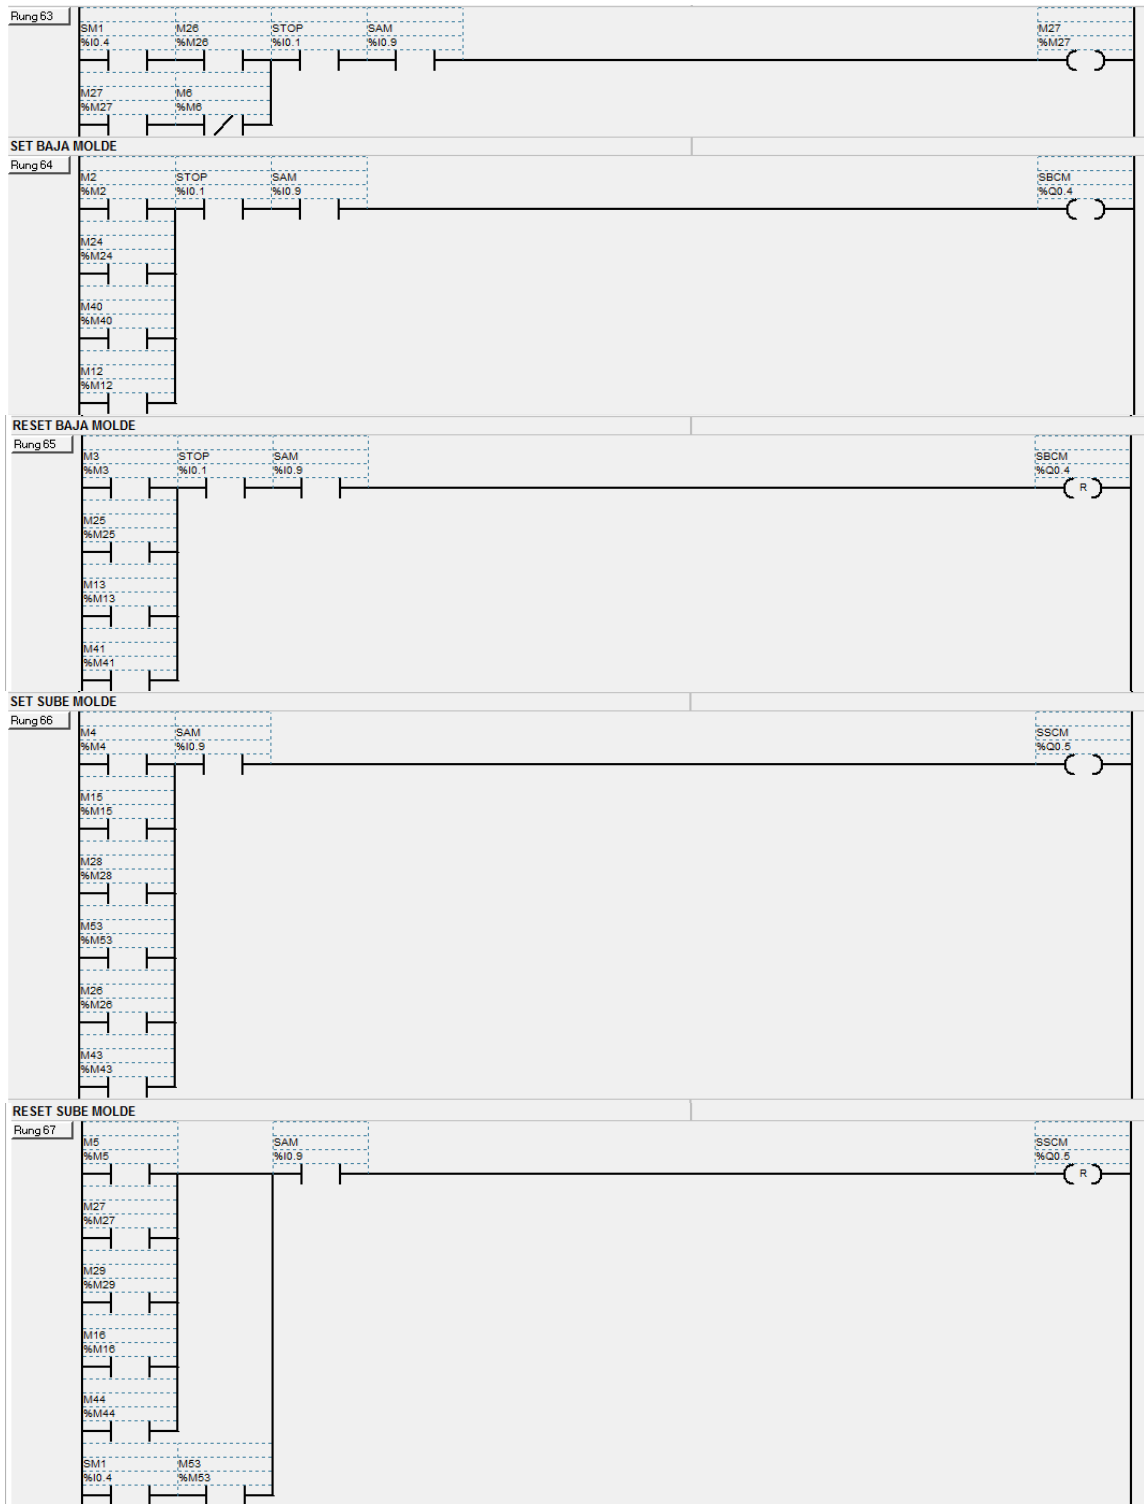 Rung 63
SM1 M26 STOP SAM M27
%I0.4 %M26 %I0.1 %I0.9 %M27
M27 M6
%M27 %M6
SET BAJA MOLDE
Rung 64
M2 STOP SAM SBCM
%M2 %I0.1 %I0.9 %Q0.4
M24
%M24
M40
%M40
M12
%M12
RESET BAJA MOLDE
Rung 65
M3 STOP SAM SBCM
%M3 %I0.1 %I0.9 %Q0.4
R
M25
%M25
M13
%M13
M41
%M41
SET SUBE MOLDE
Rung 66
M4 SAM SSCM
%M4 %I0.9 %Q0.5
M15
%M15
M28
%M28
M53
%M53
M26
%M26
M43
%M43
RESET SUBE MOLDE
Rung 67
M5 SAM SSCM
%M5 %I0.9 %Q0.5
R
M27
%M27
M29
%M29
M16
%M16
M44
%M44
SM1 M53
%I0.4 %M53